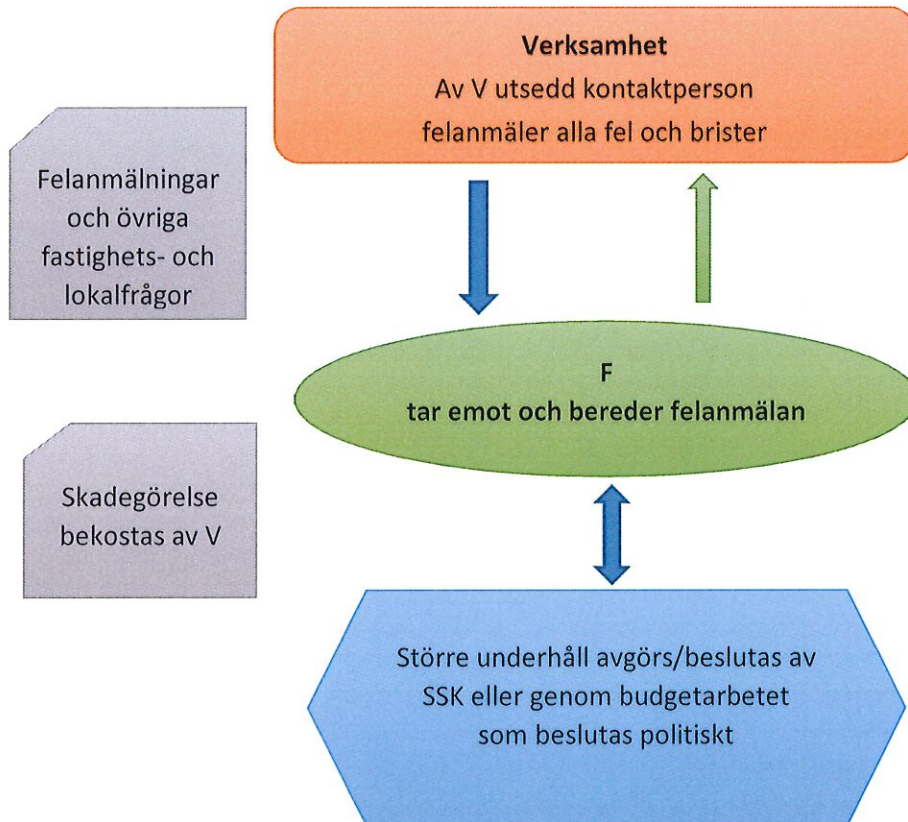 Verksamhet
Av V utsedd kontaktperson
felanmäler alla fel och brister
Felanmälningar
och övriga
fastighets- och
lokalfrågor
F
tar emot och bereder felanmälan
Skadegörelse
bekostas av V
Större underhåll avgörs/beslutas av
SSK eller genom budgetarbetet
som beslutas politiskt